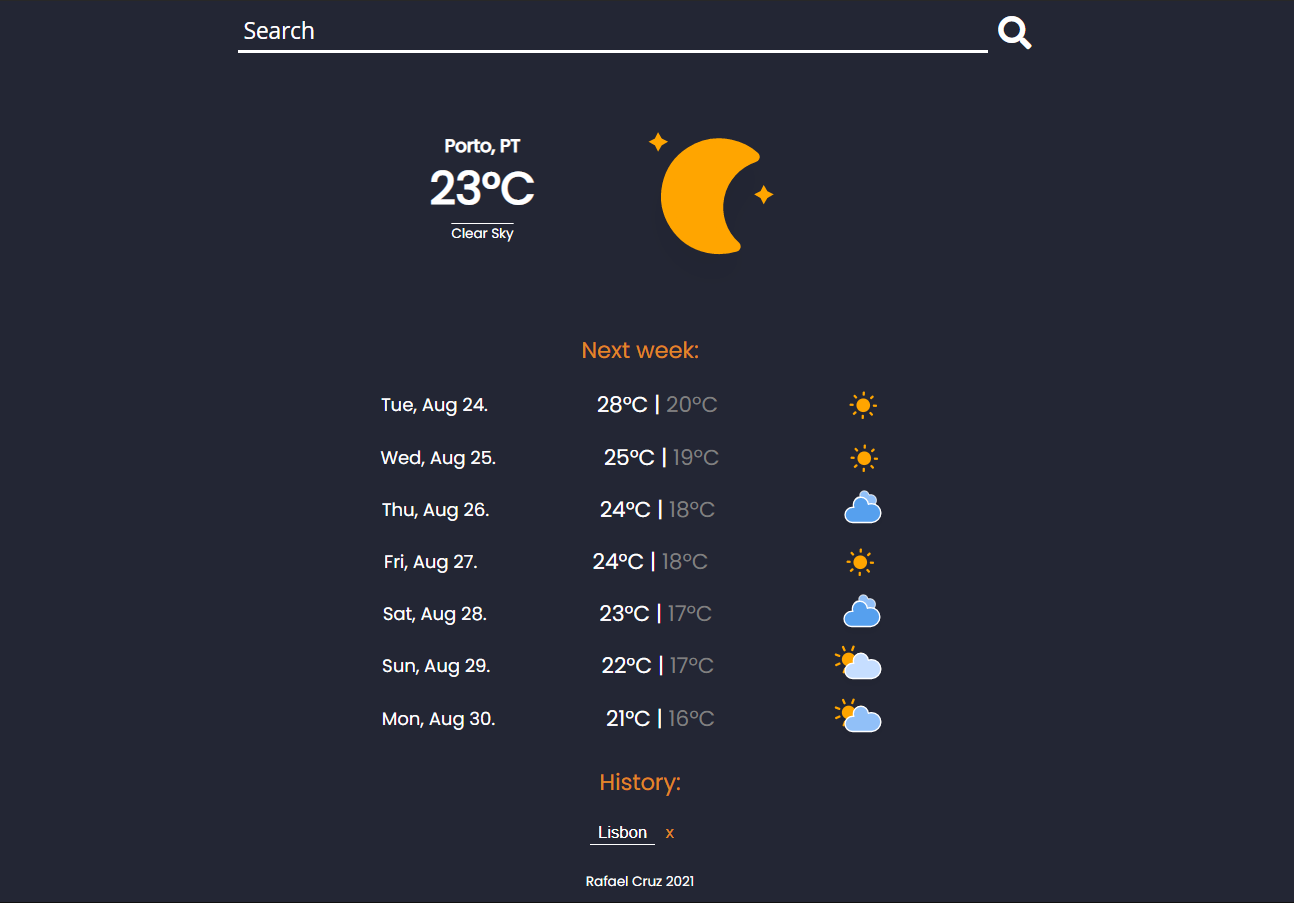 Search
Porto, PT
23ºC
Clear Sky
Next week:
Tue, Aug 24. 28ºC | 20ºC
Wed, Aug 25. 25ºC | 19ºC
Thu, Aug 26. 24ºC | 18ºC
Fri, Aug 27. 24ºC | 18ºC
Sat, Aug 28. 23ºC | 17ºC
Sun, Aug 29. 22ºC | 17ºC
Mon, Aug 30. 21ºC | 16ºC
History:
Lisbon x
Rafael Cruz 2021